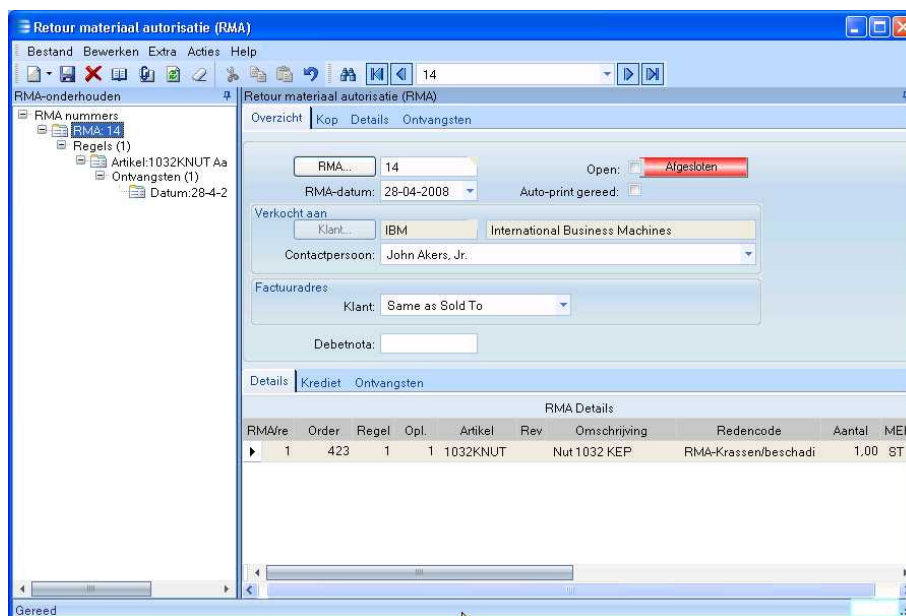 Retour materiaal autorisatie (RMA)
Bestand Bewerken Extra Acties Help
14
RMA-onderhouden
Retour materiaal autorisatie (RMA)
RMA nummers
RMA: 14
Regels (1)
Artikel:1032KNUT Aa
Ontvangsten (1)
Datum:28-4-2
Overzicht Kop Details Ontvangsten
RMA... 14 Open: Afgesloten
RMA-datum: 28-04-2008 Auto-print gereed:
Verkocht aan
Klant... IBM International Business Machines
Contactpersoon: John Akers, Jr.
Factuuradres
Klant: Same as Sold To
Debetnota:
Details Krediet Ontvangsten
RMA Details
RMA/re Order Regel Opl. Artikel Rev Omschrijving Redencode Aantal MEI
1 423 1 1 1032KNUT Nut 1032 KEP RMA-Krassen/beschadi 1,00 ST
Gereed